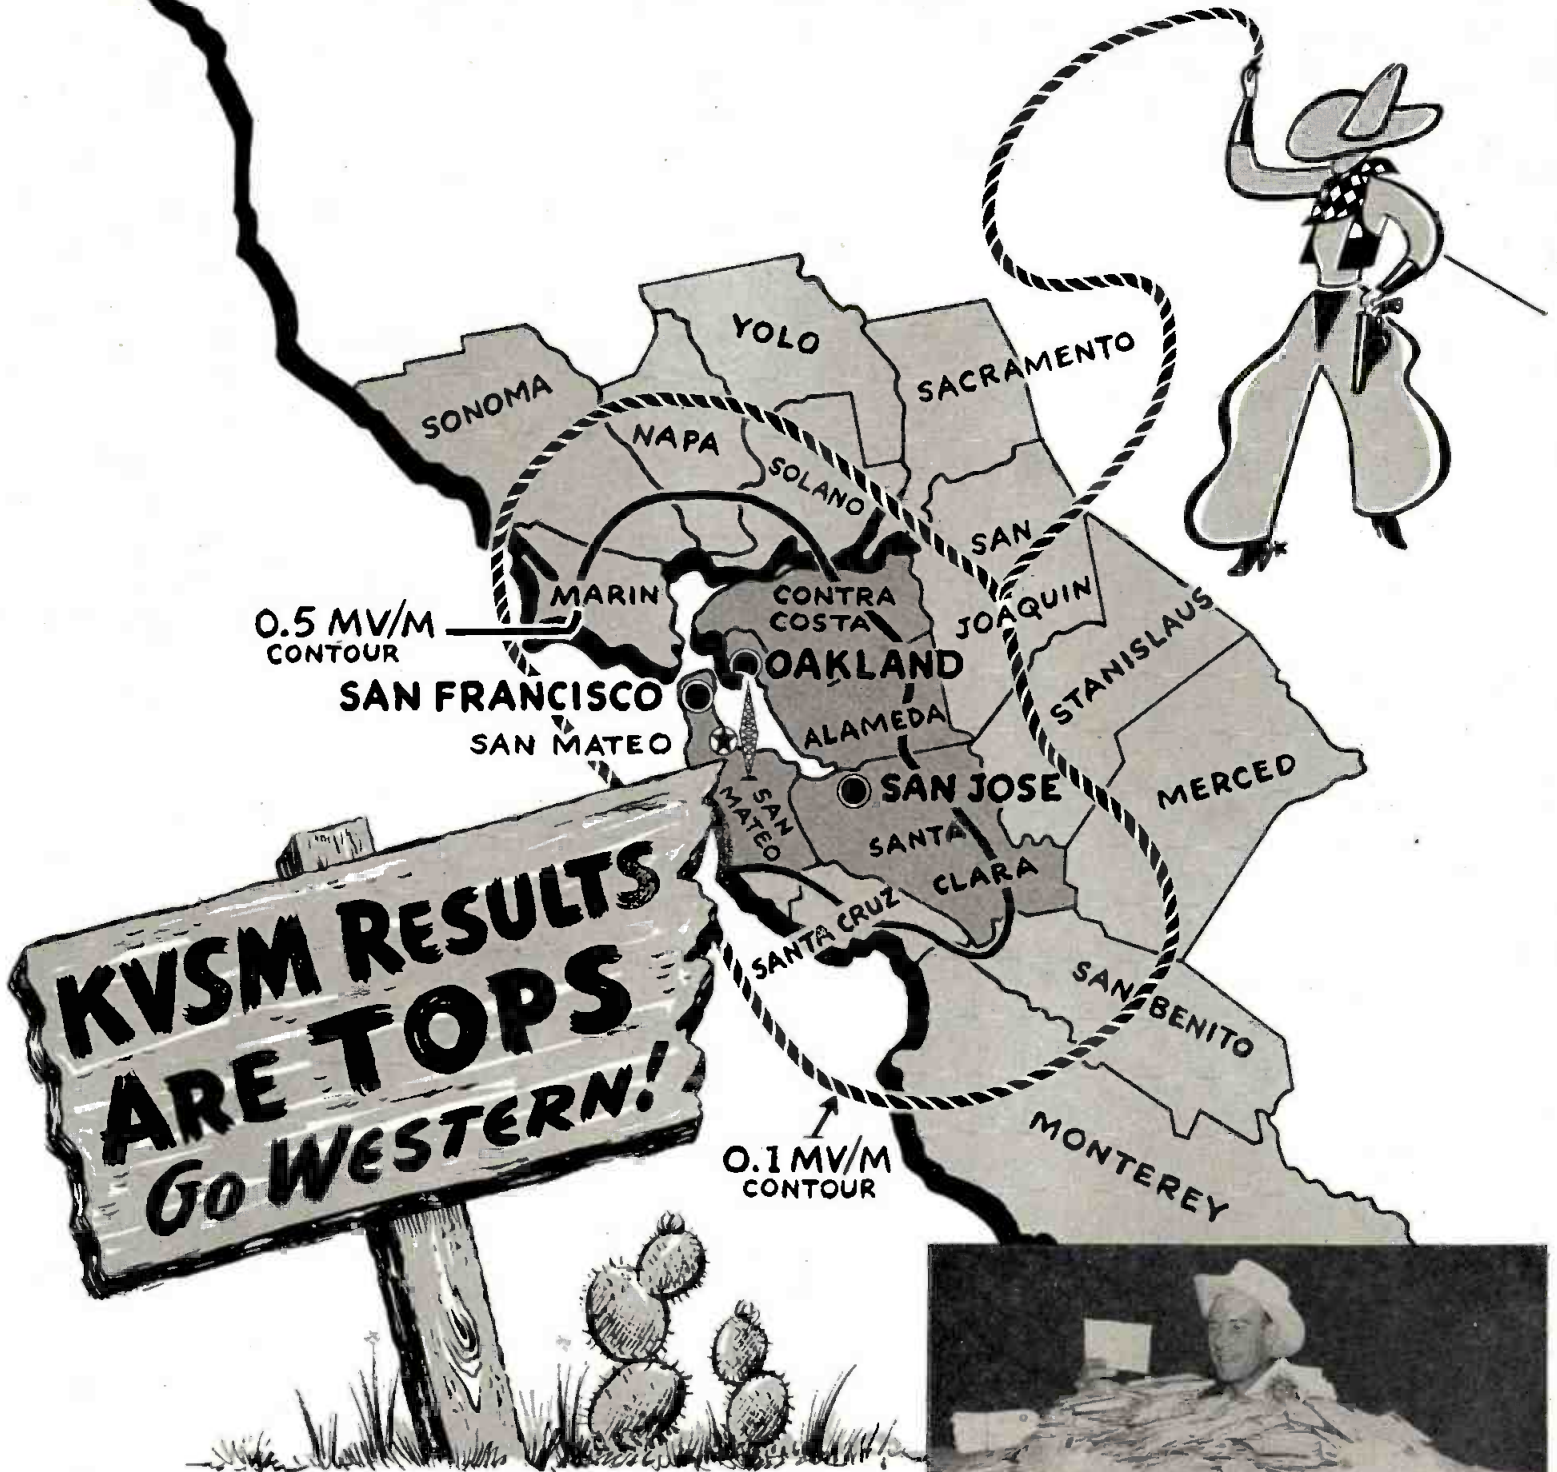 YOLO
SACRAMENTO
SONOMA
NAPA
SOLANO
SAN
JOAQUIN
MARIN
CONTRA
COSTA
0.5 MV/M
CONTOUR
STANISLAUS
OAKLAND
SAN FRANCISCO
ALAMEDA
SAN MATEO
MERCED
SAN JOSE
SAN
MATEO
SANTA
CLARA
SANTA CRUZ
KVSM RESULTS
ARE TOPS
GO WESTERN!
SAN BENITO
MONTEREY
0.1 MV/M
CONTOUR